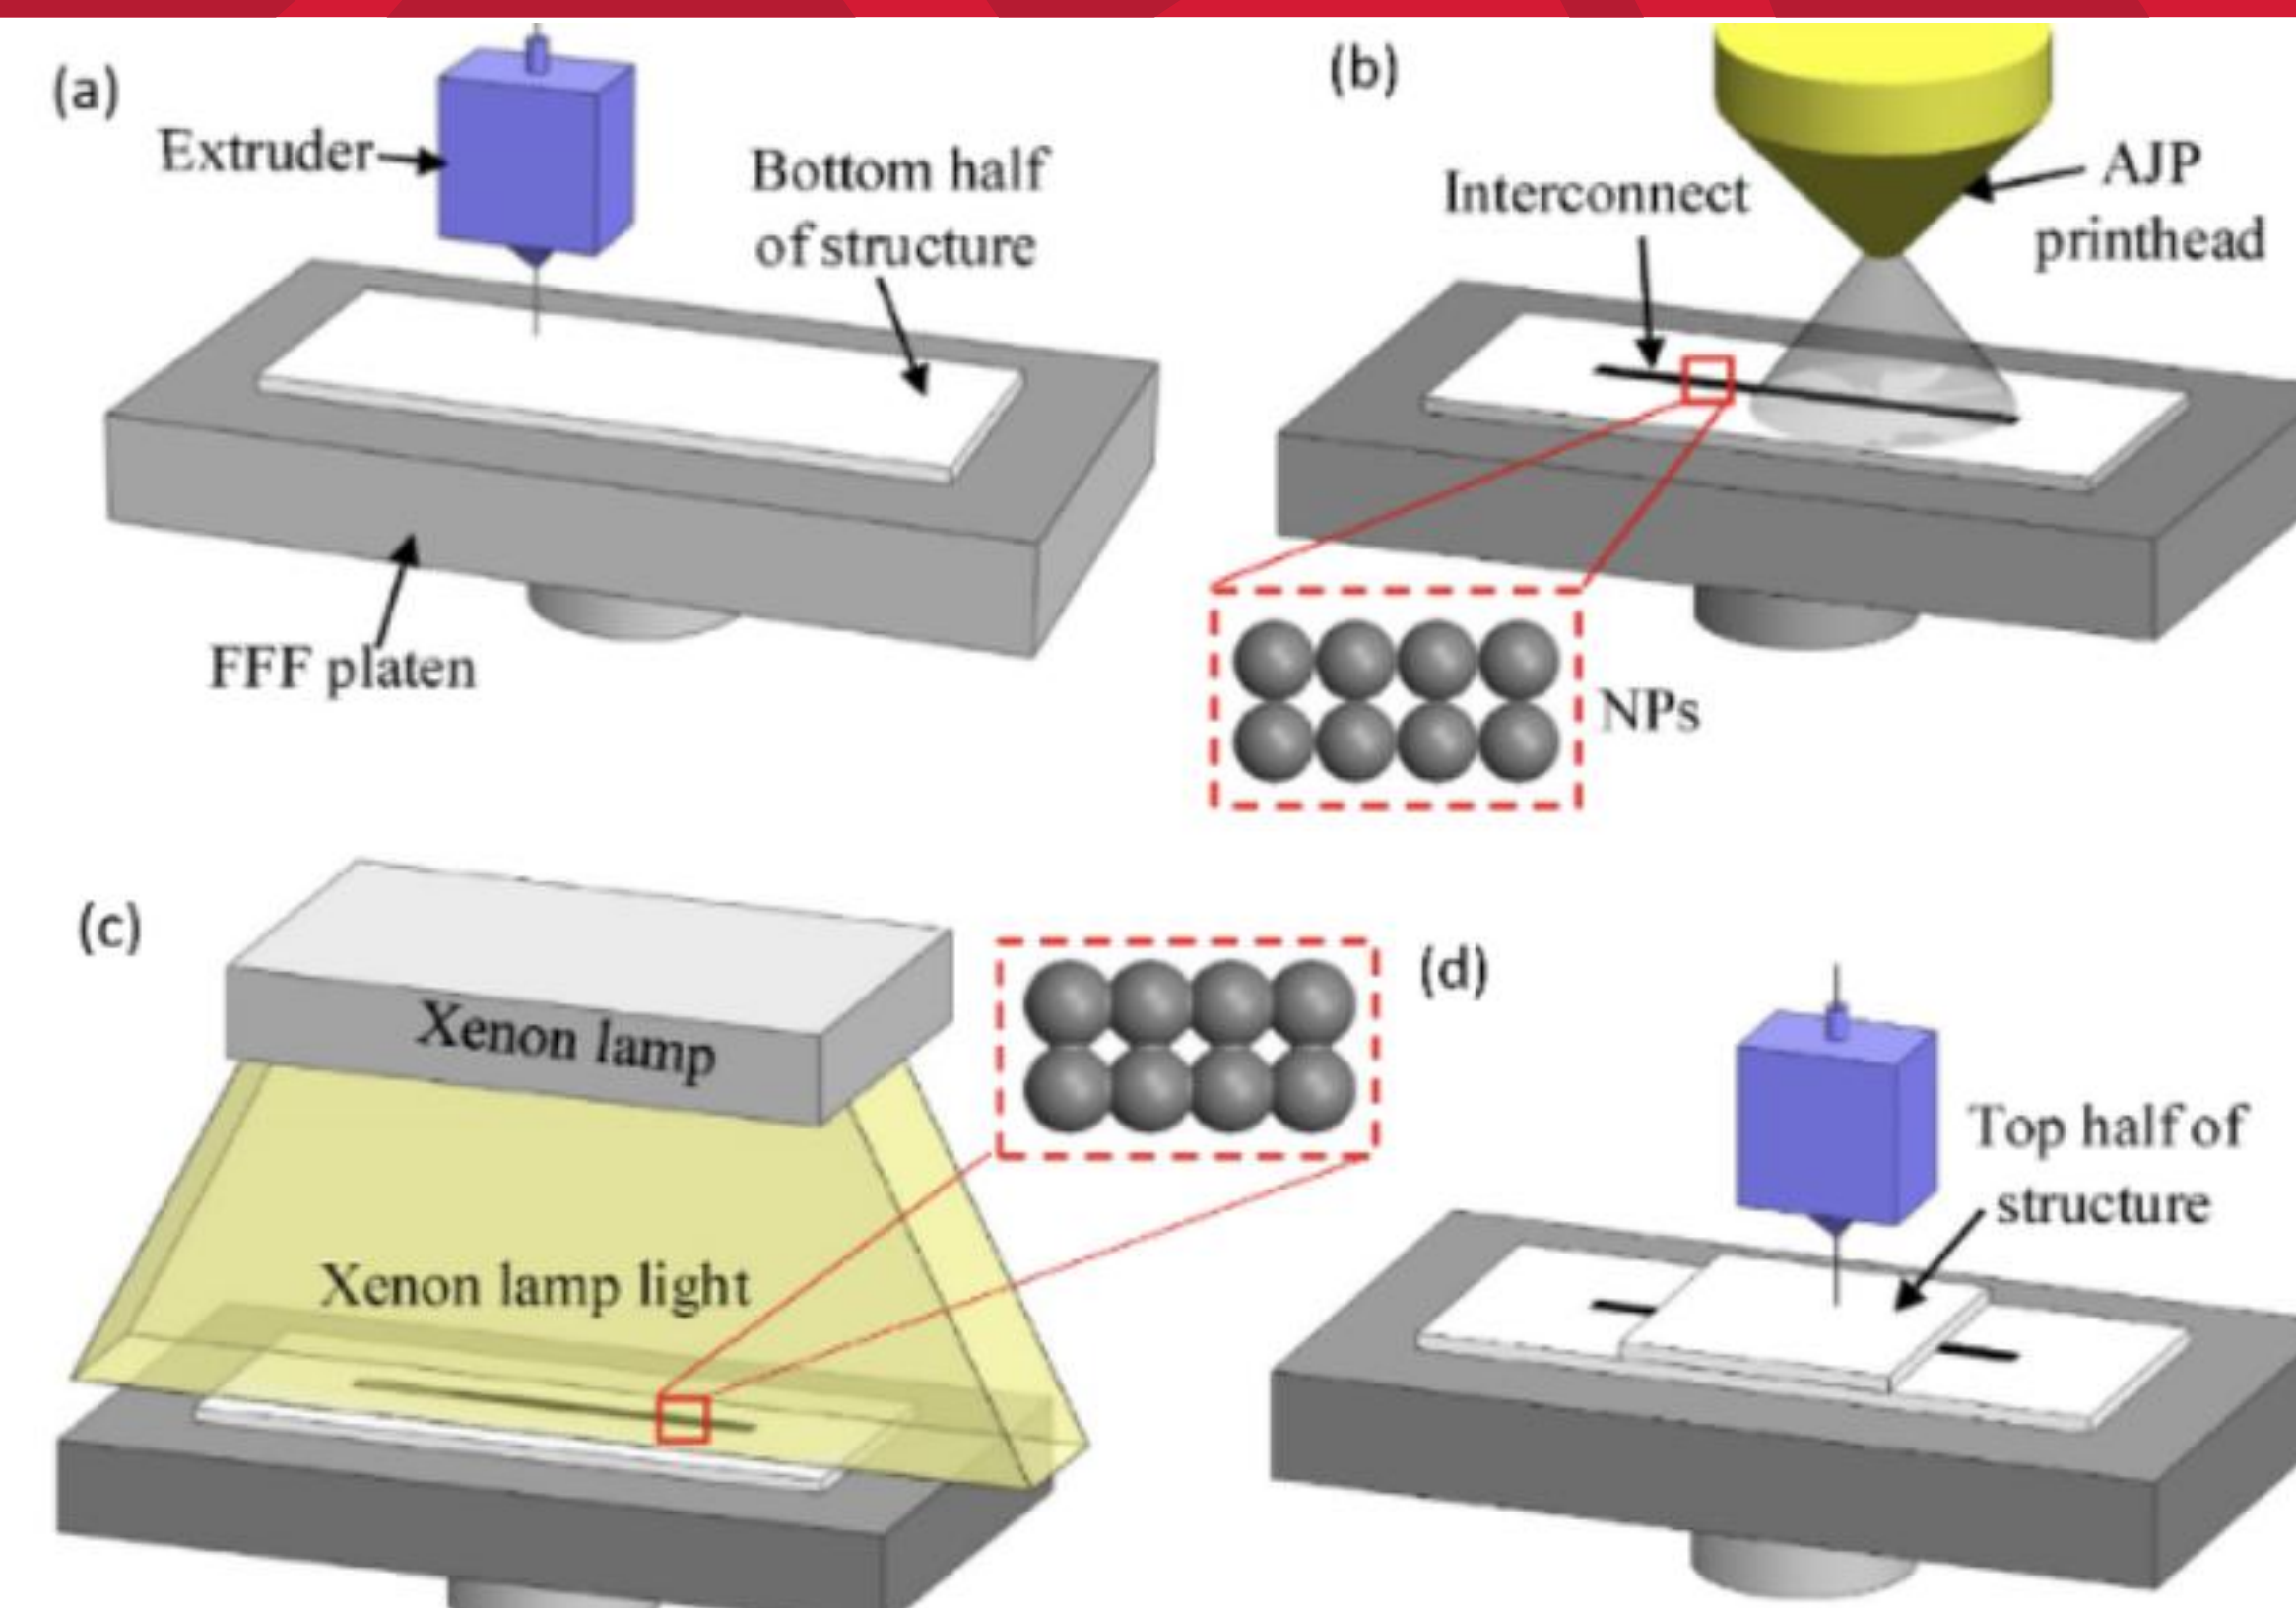 (a)
Extruder
Bottom half
of structure
FFF platen
(b)
Interconnect
AJP
printhead
NPs
(c)
Xenon lamp
Xenon lamp light
(d)
Top half of
structure